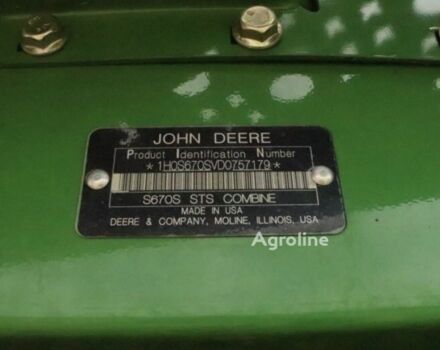 JOHN DEERE
Product Identification Number
*1H0S670SVD0757179*
S670S STS COMBINE
MADE IN USA
DEERE & COMPANY, MOLINE, ILLINOIS, USA
Agroline